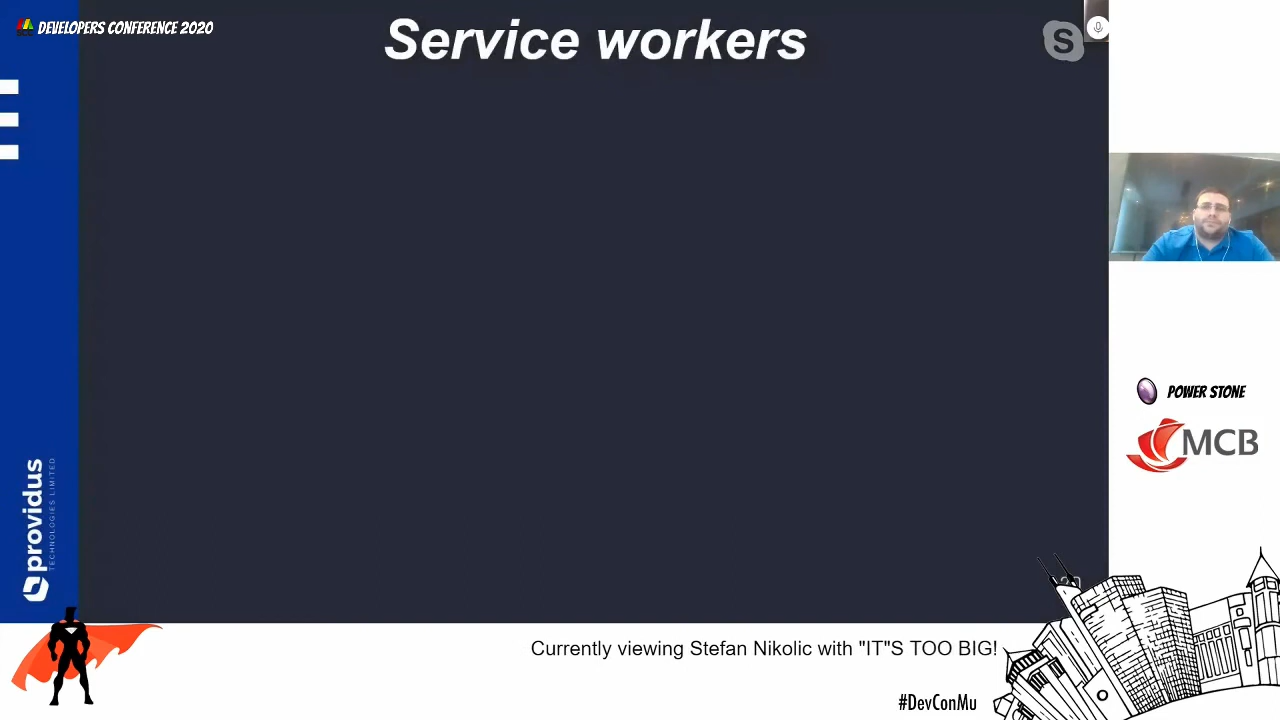 DEVELOPERS CONFERENCE 2020
Service workers
S
providus
TECHNOLOGIES LIMITED
POWER STONE
MCB
Currently viewing Stefan Nikolic with "IT"S TOO BIG!
#DevConMu